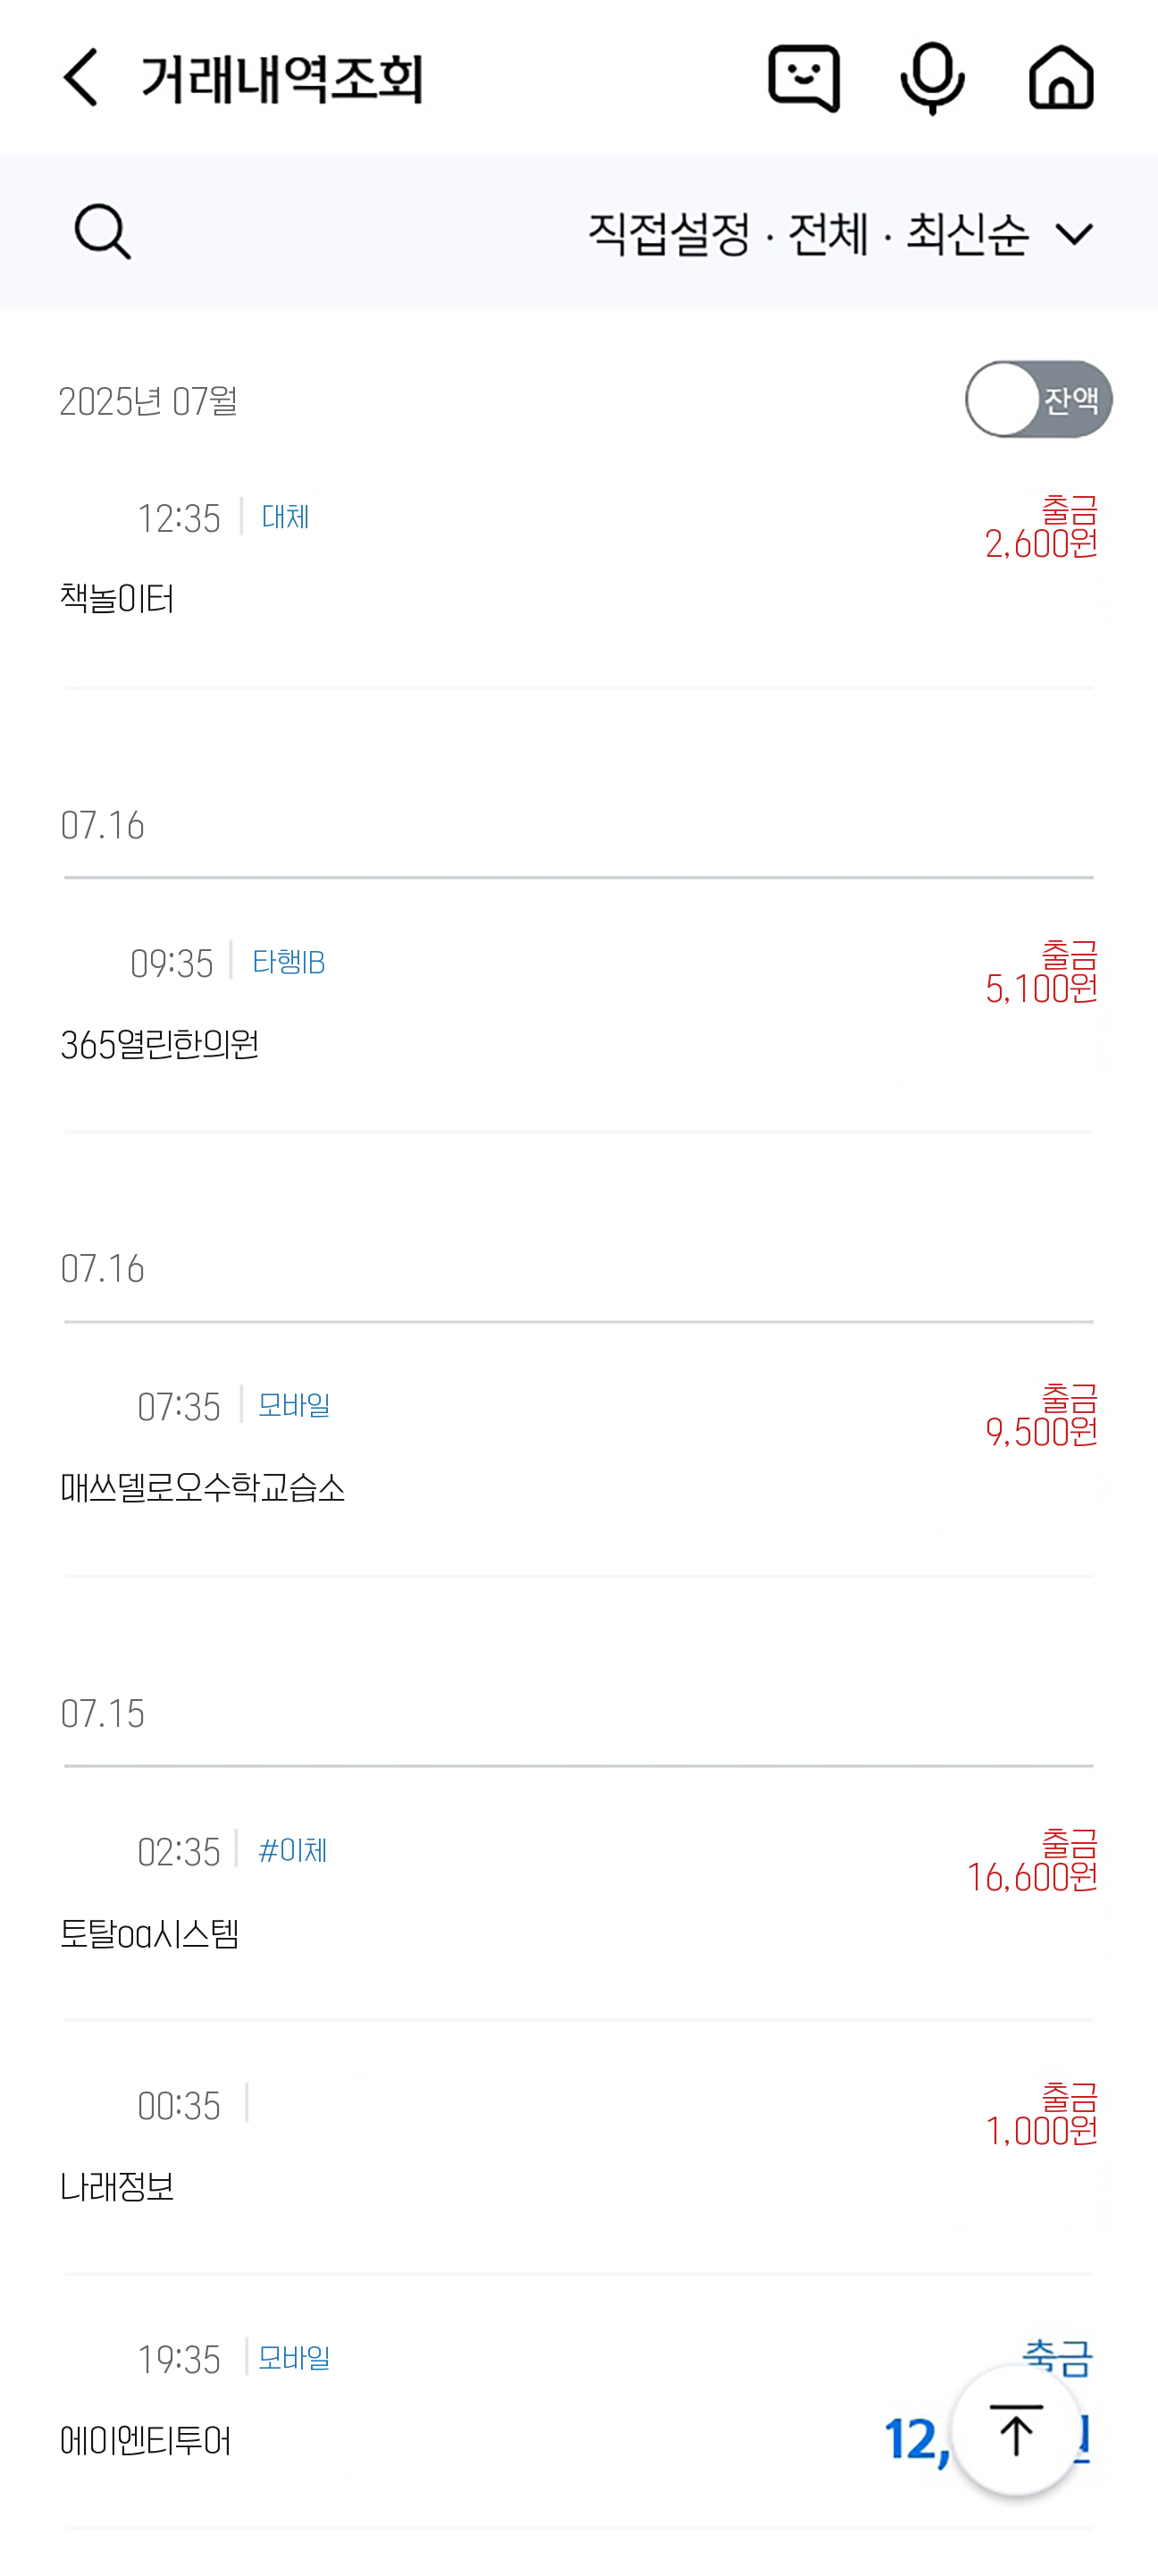 거래내역조회
직접설정 · 전체 · 최신순
2025년 07월
잔액
12:35 대체
출금
2,600원
책놀이터
07.16
09:35 타행IB
출금
5,100원
365열린한의원
07.16
07:35 모바일
출금
9,500원
매쓰델로오수학교습소
07.15
02:35 #이체
출금
16,600원
토탈oa시스템
00:35
출금
1,000원
나래정보
19:35 모바일
출금
12,
에이엔티투어